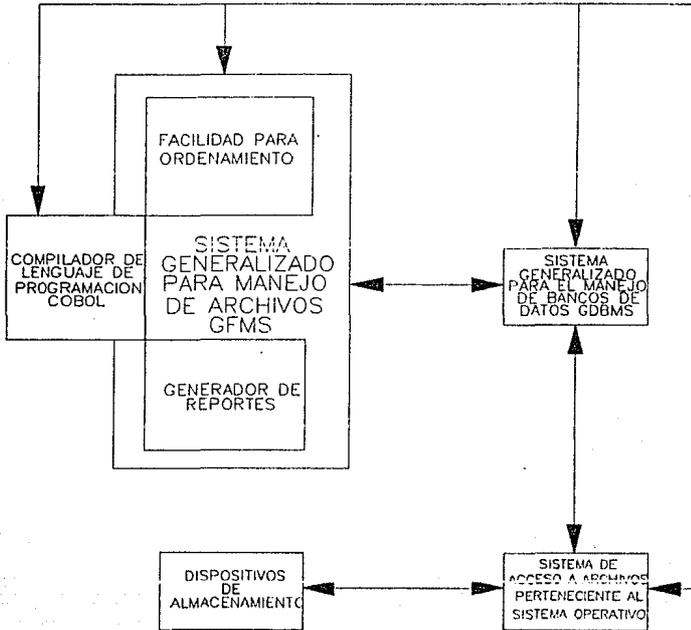 FACILIDAD PARA
ORDENAMIENTO
COMPILADOR DE
LENGUAJE DE
PROGRAMACION
COBOL
SISTEMA
GENERALIZADO
PARA MANEJO
DE ARCHIVOS
GFMS
GENERADOR DE
REPORTES
SISTEMA
GENERALIZADO
PARA EL MANEJO
DE BANCOS DE
DATOS GDBMS
DISPOSITIVOS
DE
ALMACENAMIENTO
SISTEMA DE
ACCESO A ARCHIVOS
PERTENECIENTE AL
SISTEMA OPERATIVO